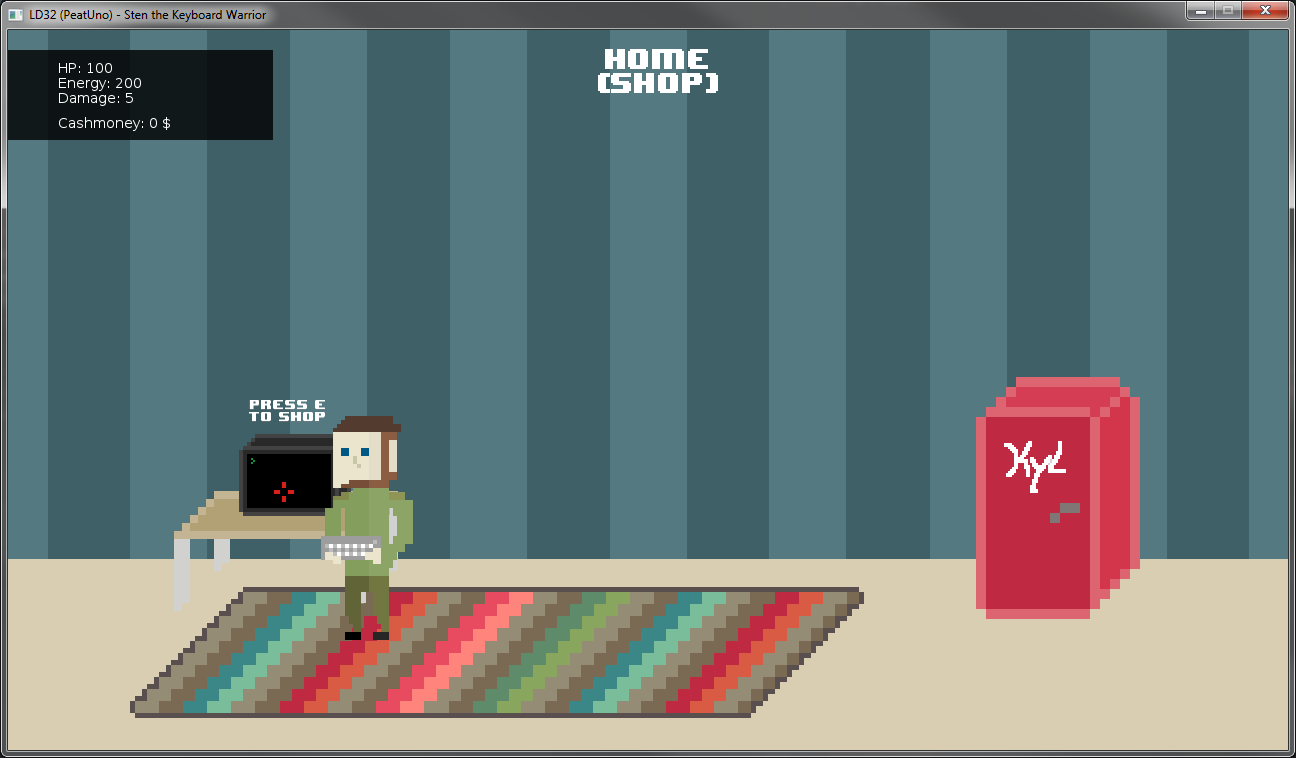 LD32 (PeatUno) - Sten the Keyboard Warrior
HP: 100
Energy: 200
Damage: 5
Cashmoney: 0 $
HOME
(SHOP)
PRESS E
TO SHOP